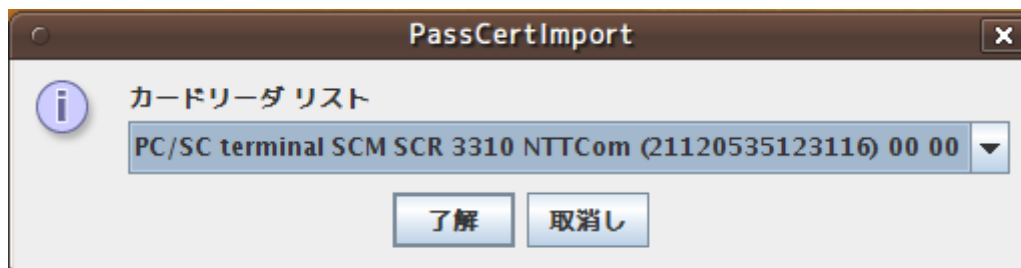 PassCertImport
カードリーダ リスト
PC/SC terminal SCM SCR 3310 NTTCom (21120535123116) 00 00
了解 取消し